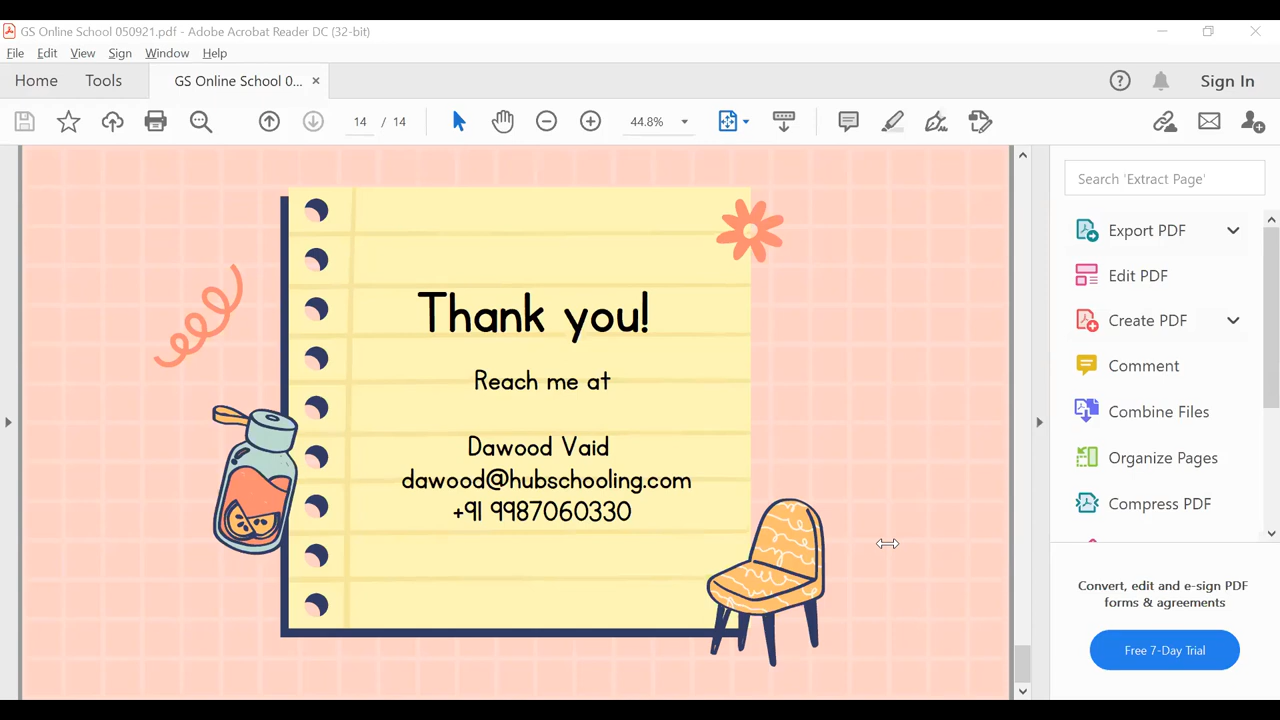 GS Online School 050921.pdf - Adobe Acrobat Reader DC (32-bit)
File Edit View Sign Window Help
Home Tools GS Online School 0... × Sign In
14 / 14 44.8%
Search 'Extract Page'
Export PDF
Edit PDF
Create PDF
Comment
Combine Files
Organize Pages
Compress PDF
Thank you!
Reach me at
Dawood Vaid
dawood@hubschooling.com
+91 9987060330
Convert, edit and e-sign PDF
forms & agreements
Free 7-Day Trial